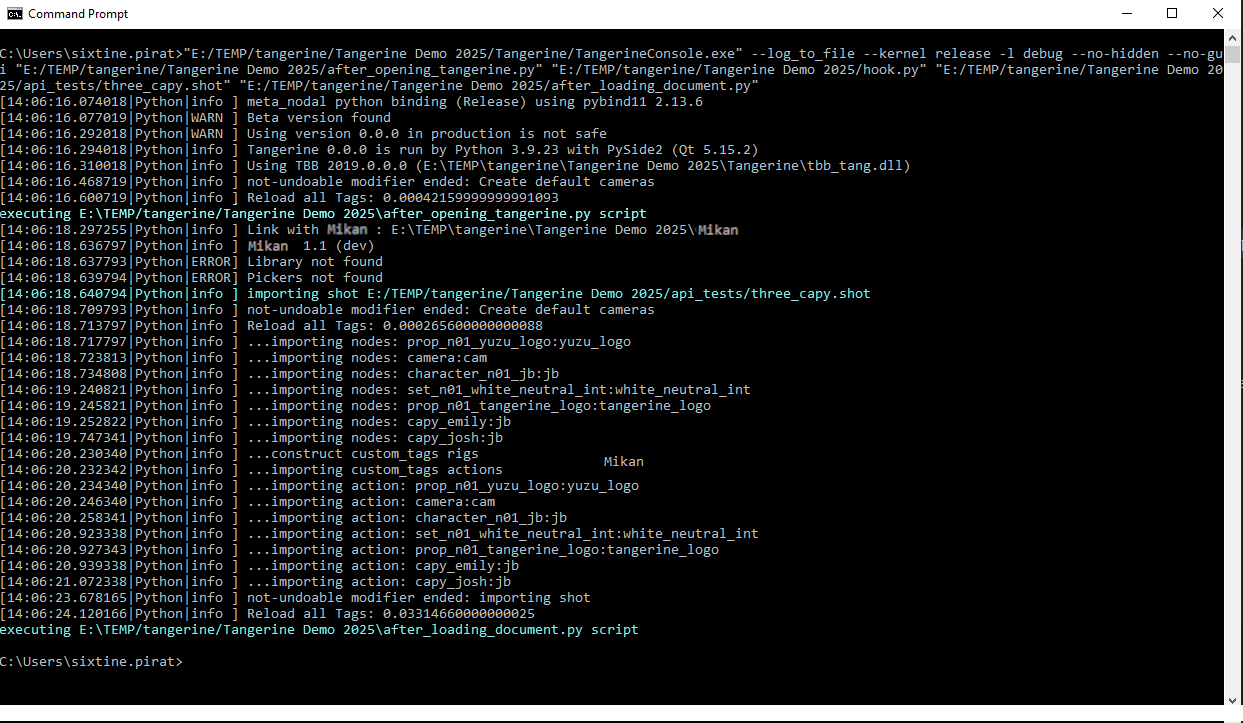 Command Prompt
C:\Users\sixtine.pirat>"E:/TEMP/tangerine/Tangerine Demo 2025/Tangerine/TangerineConsole.exe" --log_to_file --kernel release -l debug --no-hidden --no-gu
i "E:/TEMP/tangerine/Tangerine Demo 2025/after_opening_tangerine.py" "E:/TEMP/tangerine/Tangerine Demo 2025/hook.py" "E:/TEMP/tangerine/Tangerine Demo 20
25/api_tests/three_capy.shot" "E:/TEMP/tangerine/Tangerine Demo 2025/after_loading_document.py"
[14:06:16.074018|Python|info ] meta_nodal python binding (Release) using pybind11 2.13.6
[14:06:16.077019|Python|WARN ] Beta version found
[14:06:16.292018|Python|WARN ] Using version 0.0.0 in production is not safe
[14:06:16.294018|Python|info ] Tangerine 0.0.0 is run by Python 3.9.23 with PySide2 (Qt 5.15.2)
[14:06:16.310018|Python|info ] Using TBB 2019.0.0.0 (E:\TEMP\tangerine\Tangerine Demo 2025\Tangerine\tbb_tang.dll)
[14:06:16.468719|Python|info ] not-undoable modifier ended: Create default cameras
[14:06:16.600719|Python|info ] Reload all Tags: 0.00042159999999991093
executing E:\TEMP/tangerine/Tangerine Demo 2025\after_opening_tangerine.py script
[14:06:18.297255|Python|info ] Link with Mikan : E:\TEMP\tangerine\Tangerine Demo 2025\Mikan
[14:06:18.636797|Python|info ] Mikan 1.1 (dev)
[14:06:18.637793|Python|ERROR] Library not found
[14:06:18.639794|Python|ERROR] Pickers not found
[14:06:18.640794|Python|info ] importing shot E:/TEMP/tangerine/Tangerine Demo 2025/api_tests/three_capy.shot
[14:06:18.709793|Python|info ] not-undoable modifier ended: Create default cameras
[14:06:18.713797|Python|info ] Reload all Tags: 0.000265600000000088
[14:06:18.717797|Python|info ] ...importing nodes: prop_n01_yuzu_logo:yuzu_logo
[14:06:18.723813|Python|info ] ...importing nodes: camera:cam
[14:06:18.734808|Python|info ] ...importing nodes: character_n01_jb:jb
[14:06:19.240821|Python|info ] ...importing nodes: set_n01_white_neutral_int:white_neutral_int
[14:06:19.245821|Python|info ] ...importing nodes: prop_n01_tangerine_logo:tangerine_logo
[14:06:19.252822|Python|info ] ...importing nodes: capy_emily:jb
[14:06:19.747341|Python|info ] ...importing nodes: capy_josh:jb
[14:06:20.230340|Python|info ] ...construct custom_tags rigs
Mikan
[14:06:20.232342|Python|info ] ...importing custom_tags actions
[14:06:20.234340|Python|info ] ...importing action: prop_n01_yuzu_logo:yuzu_logo
[14:06:20.246340|Python|info ] ...importing action: camera:cam
[14:06:20.258341|Python|info ] ...importing action: character_n01_jb:jb
[14:06:20.923338|Python|info ] ...importing action: set_n01_white_neutral_int:white_neutral_int
[14:06:20.927343|Python|info ] ...importing action: prop_n01_tangerine_logo:tangerine_logo
[14:06:20.939338|Python|info ] ...importing action: capy_emily:jb
[14:06:21.072338|Python|info ] ...importing action: capy_josh:jb
[14:06:23.678165|Python|info ] not-undoable modifier ended: importing shot
[14:06:24.120166|Python|info ] Reload all Tags: 0.03314660000000025
executing E:\TEMP/tangerine/Tangerine Demo 2025\after_loading_document.py script
C:\Users\sixtine.pirat>